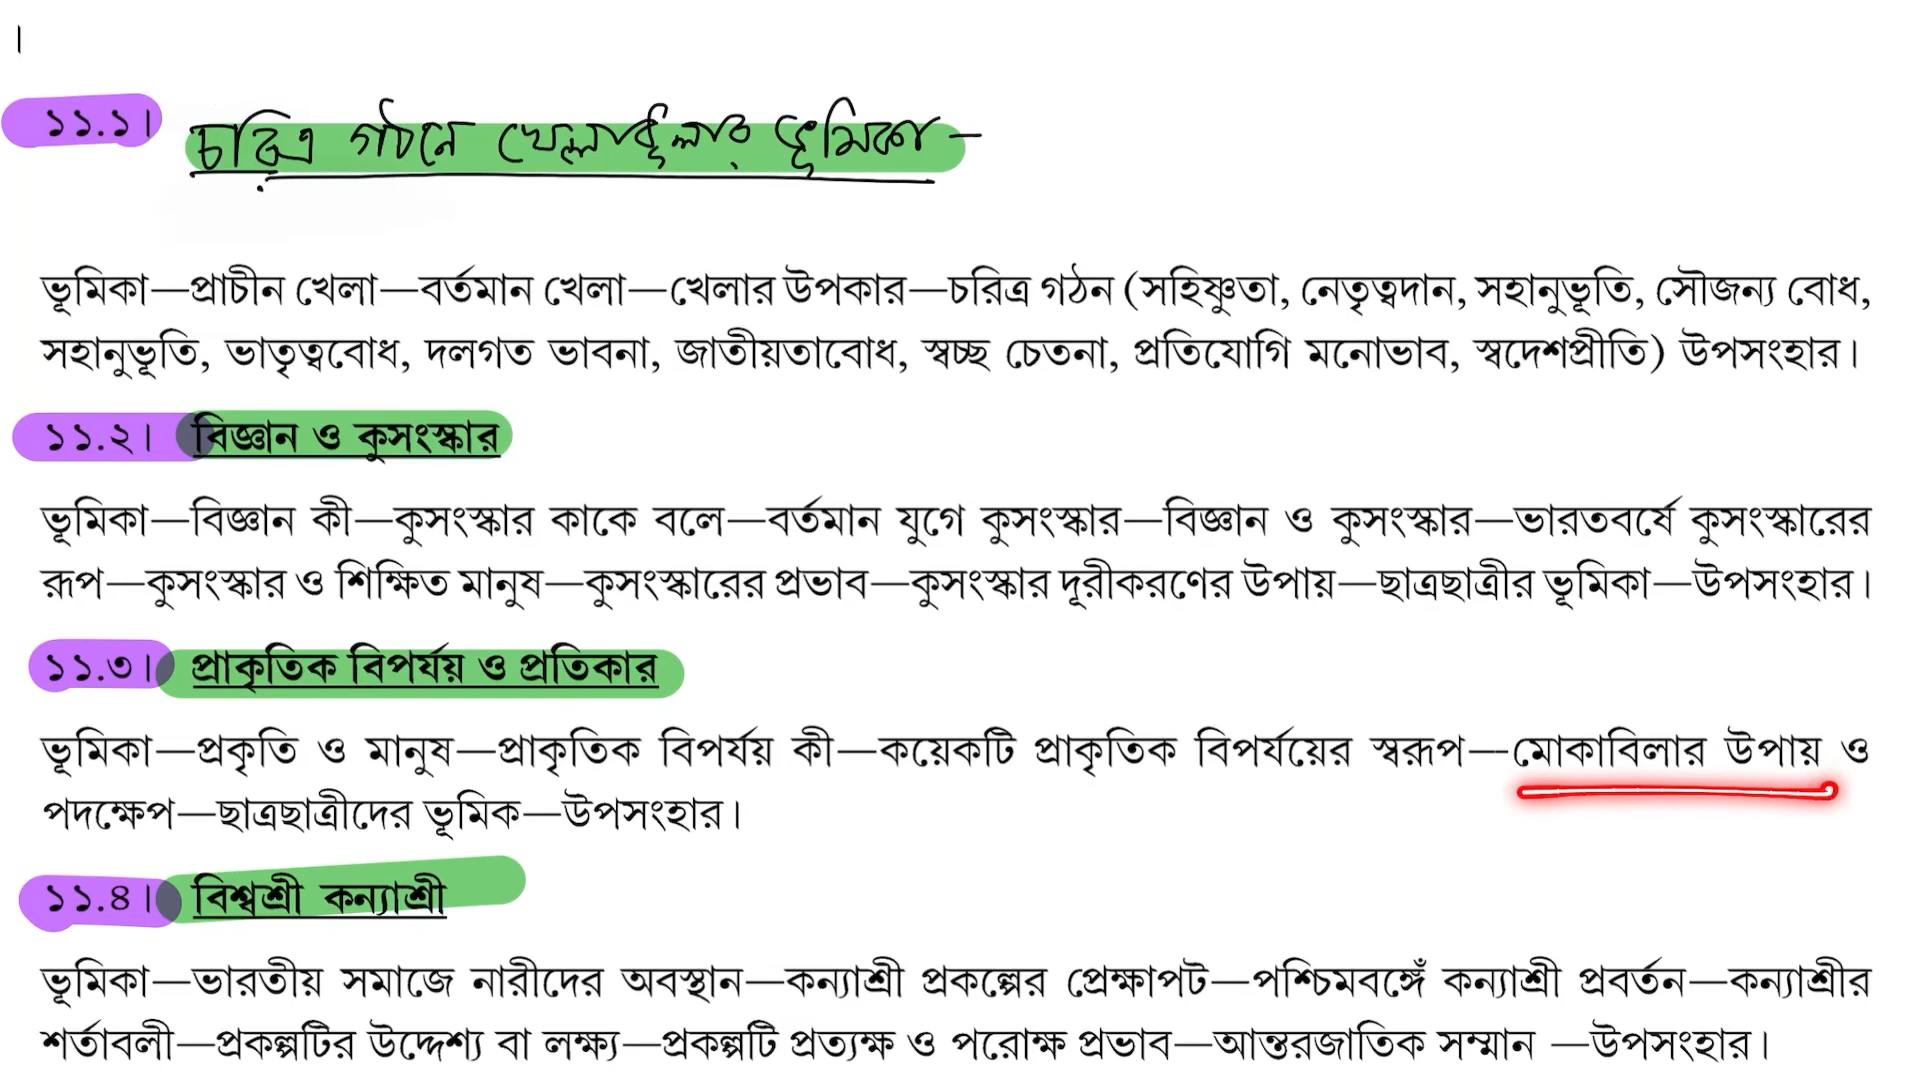 ।
১১.১। চরিত্র গঠনে খেলাধূলার ভূমিকা—
ভূমিকা—প্রাচীন খেলা—বর্তমান খেলা—খেলার উপকার—চরিত্র গঠন (সহিষ্ণুতা, নেতৃত্বদান, সহানুভূতি, সৌজন্য বোধ,
সহানুভূতি, ভাতৃত্ববোধ, দলগত ভাবনা, জাতীয়তাবোধ, স্বচ্ছ চেতনা, প্রতিযোগি মনোভাব, স্বদেশপ্রীতি) উপসংহার।
১১.২। বিজ্ঞান ও কুসংস্কার
ভূমিকা—বিজ্ঞান কী—কুসংস্কার কাকে বলে—বর্তমান যুগে কুসংস্কার—বিজ্ঞান ও কুসংস্কার—ভারতবর্ষে কুসংস্কারের
রূপ—কুসংস্কার ও শিক্ষিত মানুষ—কুসংস্কারের প্রভাব—কুসংস্কার দূরীকরণের উপায়—ছাত্রছাত্রীর ভূমিকা—উপসংহার।
১১.৩। প্রাকৃতিক বিপর্যয় ও প্রতিকার
ভূমিকা—প্রকৃতি ও মানুষ—প্রাকৃতিক বিপর্যয় কী—কয়েকটি প্রাকৃতিক বিপর্যয়ের স্বরূপ—মোকাবিলার উপায় ও
পদক্ষেপ—ছাত্রছাত্রীদের ভূমিক—উপসংহার।
১১.৪। বিশ্বশ্রী কন্যাশ্রী
ভূমিকা—ভারতীয় সমাজে নারীদের অবস্থান—কন্যাশ্রী প্রকল্পের প্রেক্ষাপট—পশ্চিমবঙ্গেঁ কন্যাশ্রী প্রবর্তন—কন্যাশ্রীর
শর্তাবলী—প্রকল্পটির উদ্দেশ্য বা লক্ষ্য—প্রকল্পটি প্রত্যক্ষ ও পরোক্ষ প্রভাব—আন্তরজাতিক সম্মান —উপসংহার।